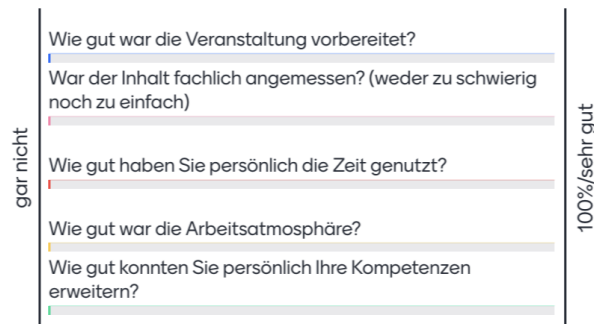 Wie gut war die Veranstaltung vorbereitet?
War der Inhalt fachlich angemessen? (weder zu schwierig
noch zu einfach)
Wie gut haben Sie persönlich die Zeit genutzt?
Wie gut war die Arbeitsatmosphäre?
Wie gut konnten Sie persönlich Ihre Kompetenzen
erweitern?
gar nicht
100%/sehr gut